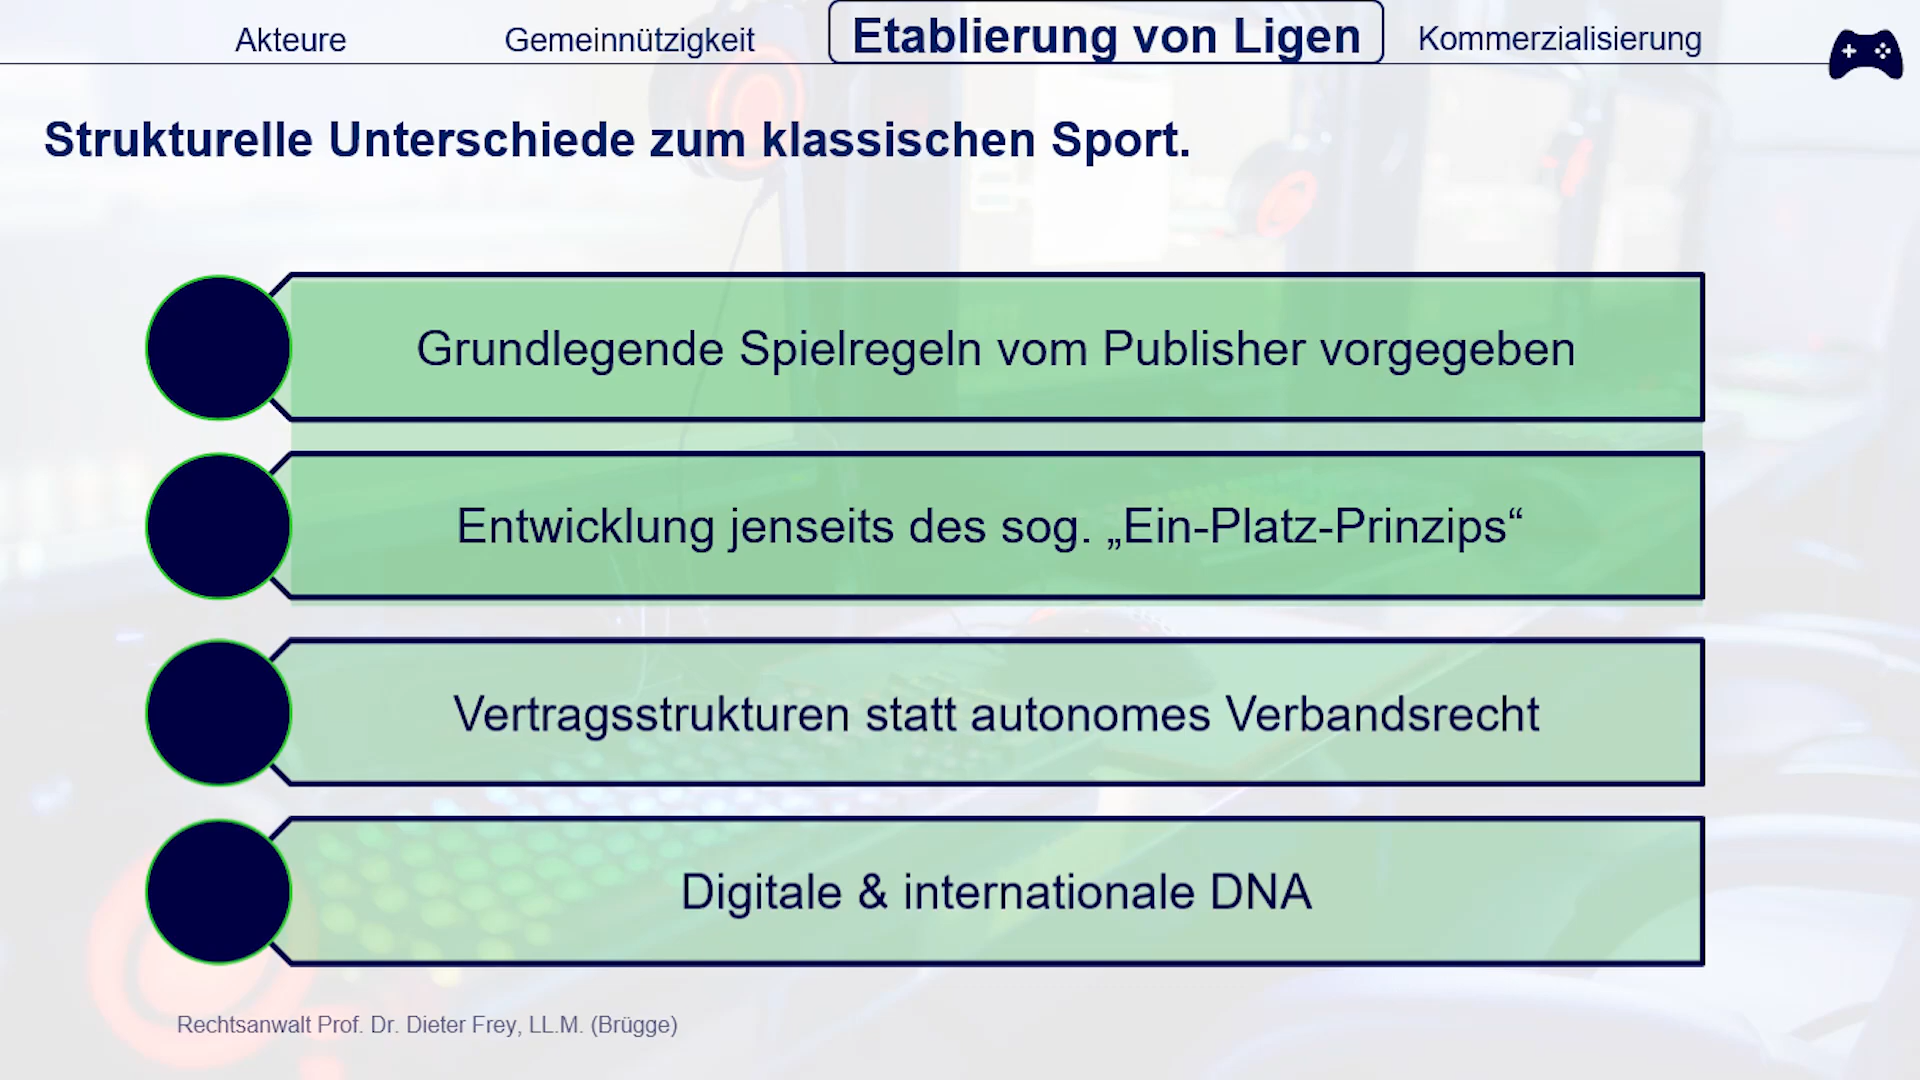 Akteure
Gemeinnützigkeit
Etablierung von Ligen
Kommerzialisierung
Strukturelle Unterschiede zum klassischen Sport.
Grundlegende Spielregeln vom Publisher vorgegeben
Entwicklung jenseits des sog. „Ein-Platz-Prinzips“
Vertragsstrukturen statt autonomes Verbandsrecht
Digitale & internationale DNA
Rechtsanwalt Prof. Dr. Dieter Frey, LL.M. (Brügge)